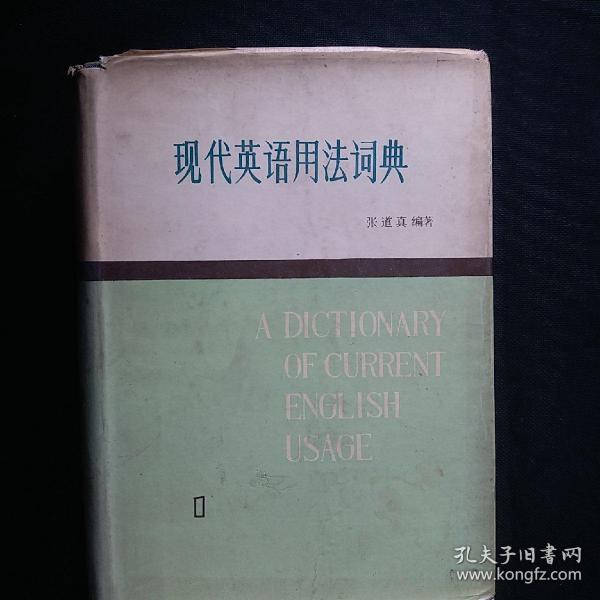 现代英语用法词典
张道真 编著
A DICTIONARY
OF CURRENT
ENGLISH
USAGE
孔夫子旧書网
www.kongfz.com